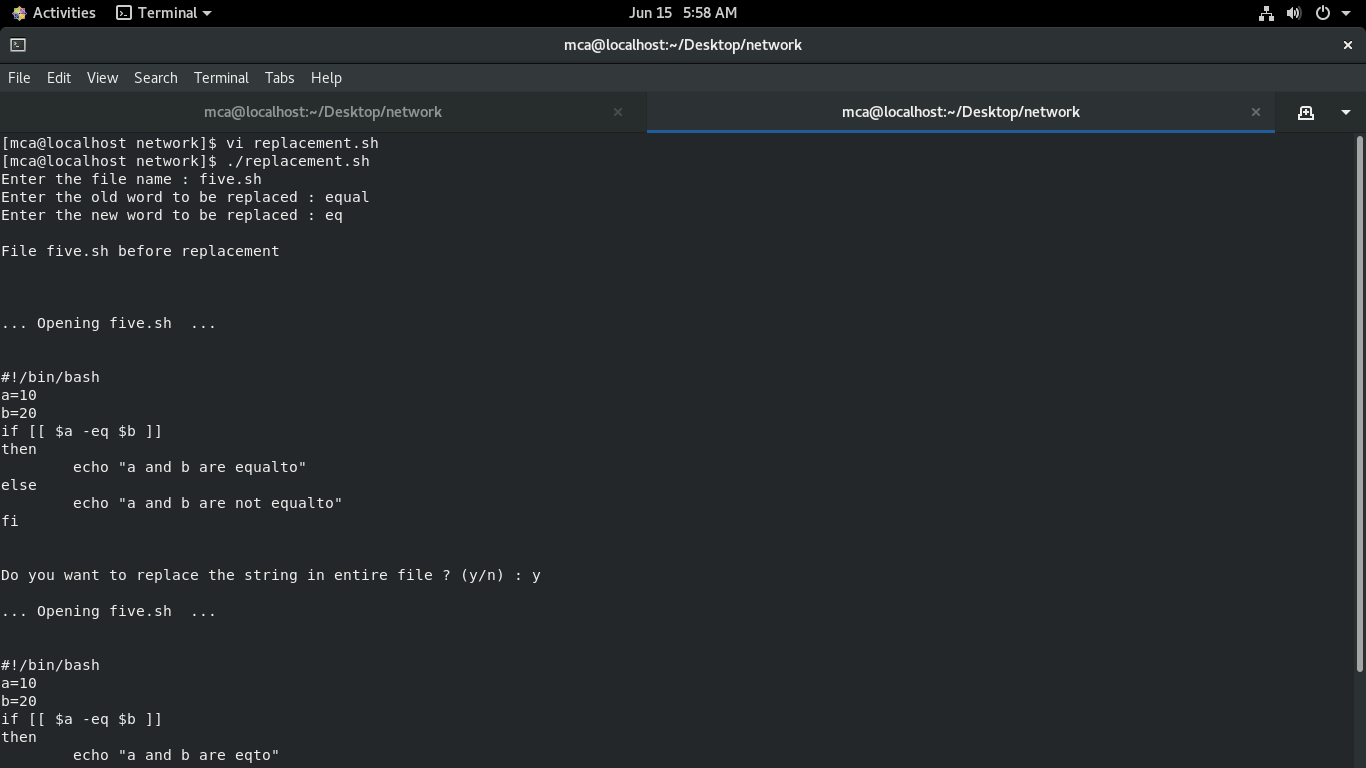 Activities Terminal Jun 15 5:58 AM
mca@localhost:~/Desktop/network
File Edit View Search Terminal Tabs Help
mca@localhost:~/Desktop/network mca@localhost:~/Desktop/network
[mca@localhost network]$ vi replacement.sh
[mca@localhost network]$ ./replacement.sh
Enter the file name : five.sh
Enter the old word to be replaced : equal
Enter the new word to be replaced : eq
File five.sh before replacement
... Opening five.sh  ...
#!/bin/bash
a=10
b=20
if [[ $a -eq $b ]]
then
        echo "a and b are equalto"
else
        echo "a and b are not equalto"
fi
Do you want to replace the string in entire file ? (y/n) : y
... Opening five.sh  ...
#!/bin/bash
a=10
b=20
if [[ $a -eq $b ]]
then
        echo "a and b are eqto"